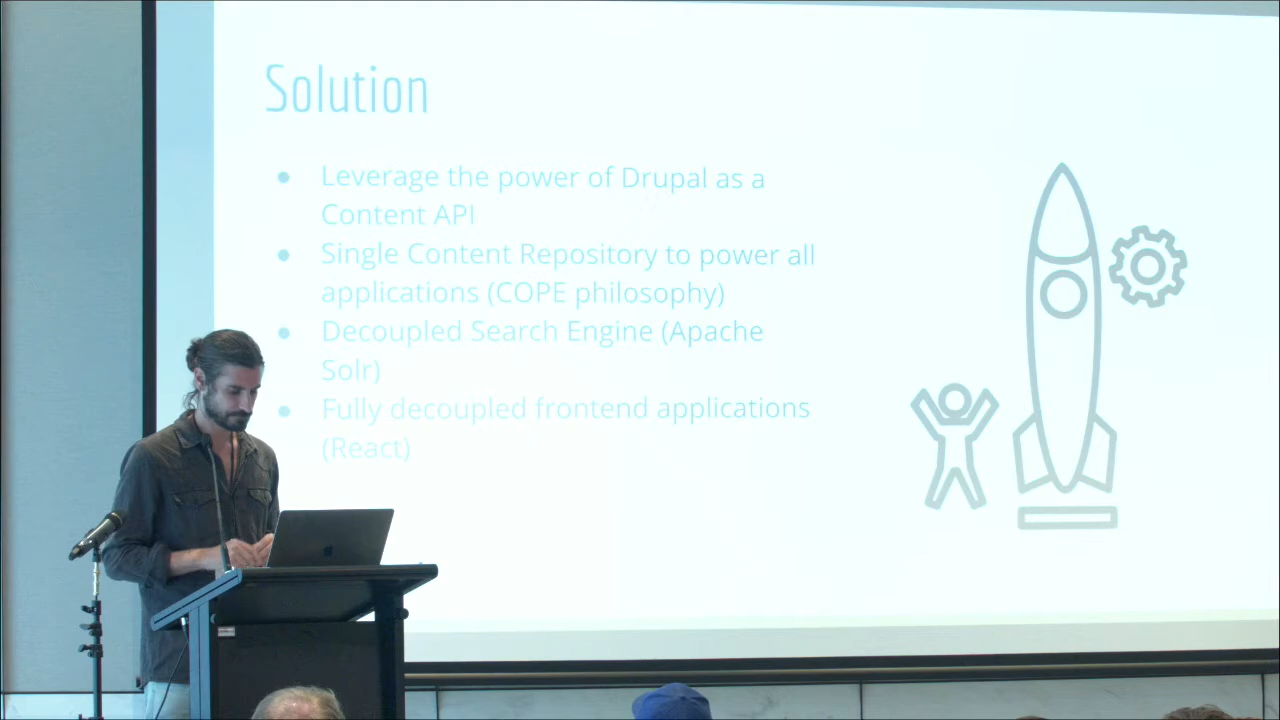 Solution
● Leverage the power of Drupal as a
Content API
● Single Content Repository to power all
applications (COPE philosophy)
● Decoupled Search Engine (Apache
Solr)
● Fully decoupled frontend applications
(React)